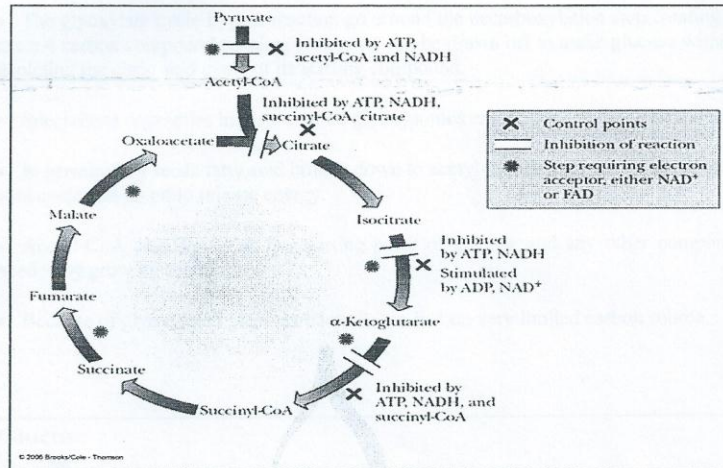 Pyruvate
Inhibited by ATP,
acetyl-CoA and NADH
Acetyl-CoA
Inhibited by ATP, NADH,
succinyl-CoA, citrate
Oxaloacetate
Citrate
Control points
Inhibition of reaction
Step requiring electron
acceptor, either NAD⁺
or FAD
Malate
Isocitrate
Inhibited
by ATP, NADH
Stimulated
by ADP, NAD⁺
Fumarate
α-Ketoglutarate
Succinate
Succinyl-CoA
Inhibited by
ATP, NADH, and
succinyl-CoA
© 2006 Brooks/Cole - Thomson